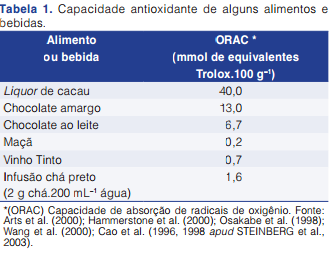 Tabela 1. Capacidade antioxidante de alguns alimentos e
bebidas.
Alimento
ou bebida
ORAC *
(mmol de equivalentes
Trolox.100 g⁻¹)
Liquor de cacau 40,0
Chocolate amargo 13,0
Chocolate ao leite 6,7
Maçã 0,2
Vinho Tinto 0,7
Infusão chá preto 1,6
(2 g chá.200 mL⁻¹ água)
*(ORAC) Capacidade de absorção de radicais de oxigênio. Fonte:
Arts et al. (2000); Hammerstone et al. (2000); Osakabe et al. (1998);
Wang et al. (2000); Cao et al. (1996, 1998 apud STEINBERG et al.,
2003).